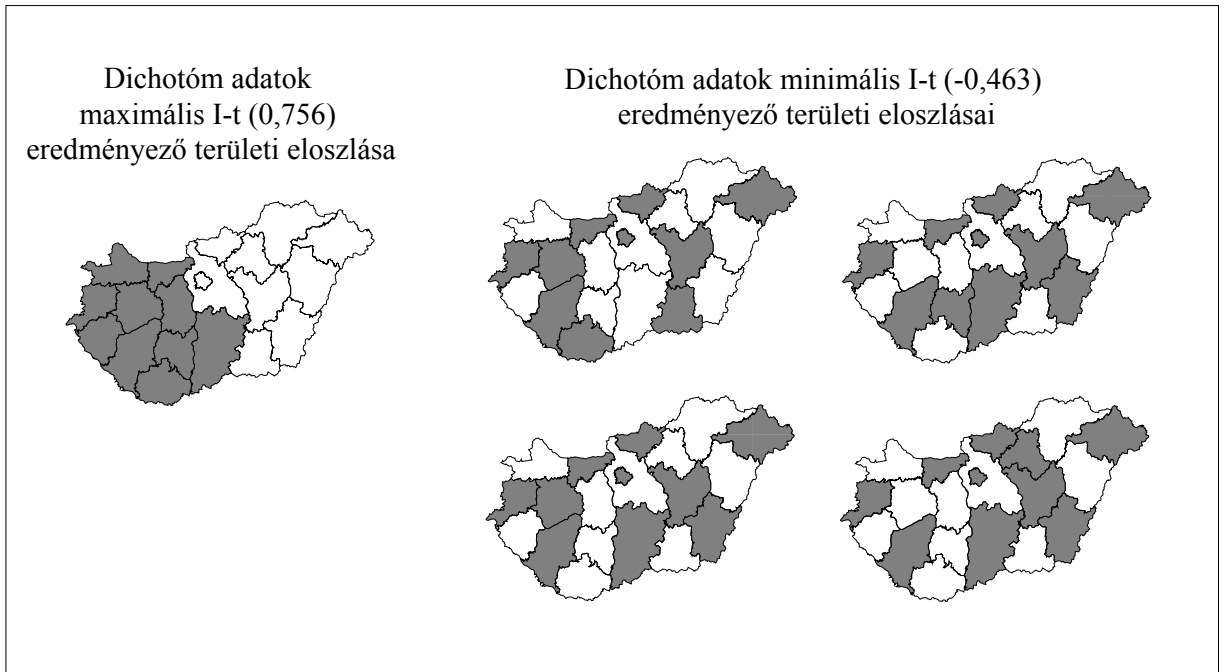 Dichotóm adatok
maximális I-t (0,756)
eredményező területi eloszlása
Dichotóm adatok minimális I-t (-0,463)
eredményező területi eloszlásai